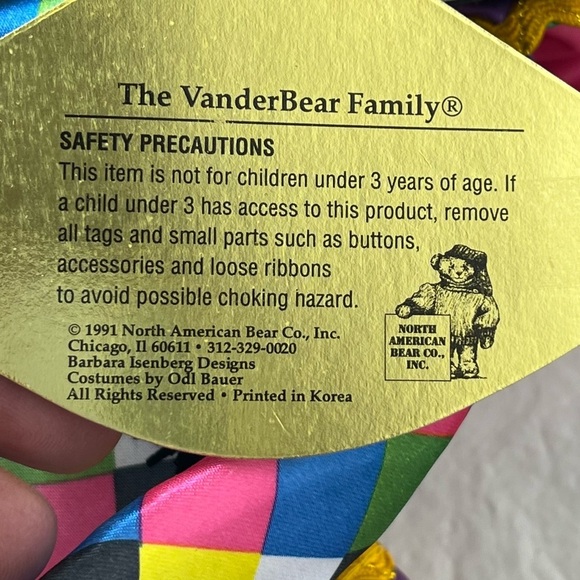 The VanderBear Family®
SAFETY PRECAUTIONS
This item is not for children under 3 years of age. If
a child under 3 has access to this product, remove
all tags and small parts such as buttons,
accessories and loose ribbons
to avoid possible choking hazard.
© 1991 North American Bear Co., Inc.
Chicago, Il 60611 • 312-329-0020
Barbara Isenberg Designs
Costumes by Odl Bauer
All Rights Reserved • Printed in Korea
NORTH
AMERICAN
BEAR CO.,
INC.